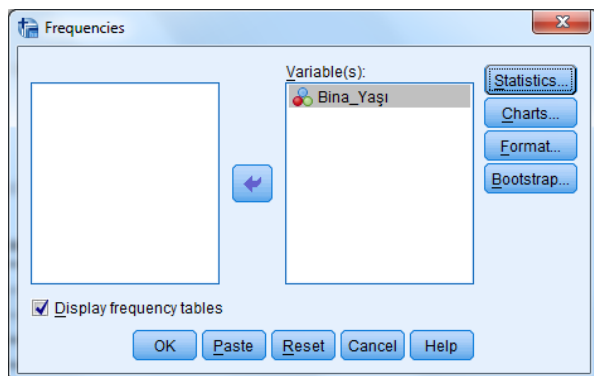 Frequencies
Variable(s):
Bina_Yaşı
Statistics...
Charts...
Format...
Bootstrap...
Display frequency tables
OK Paste Reset Cancel Help